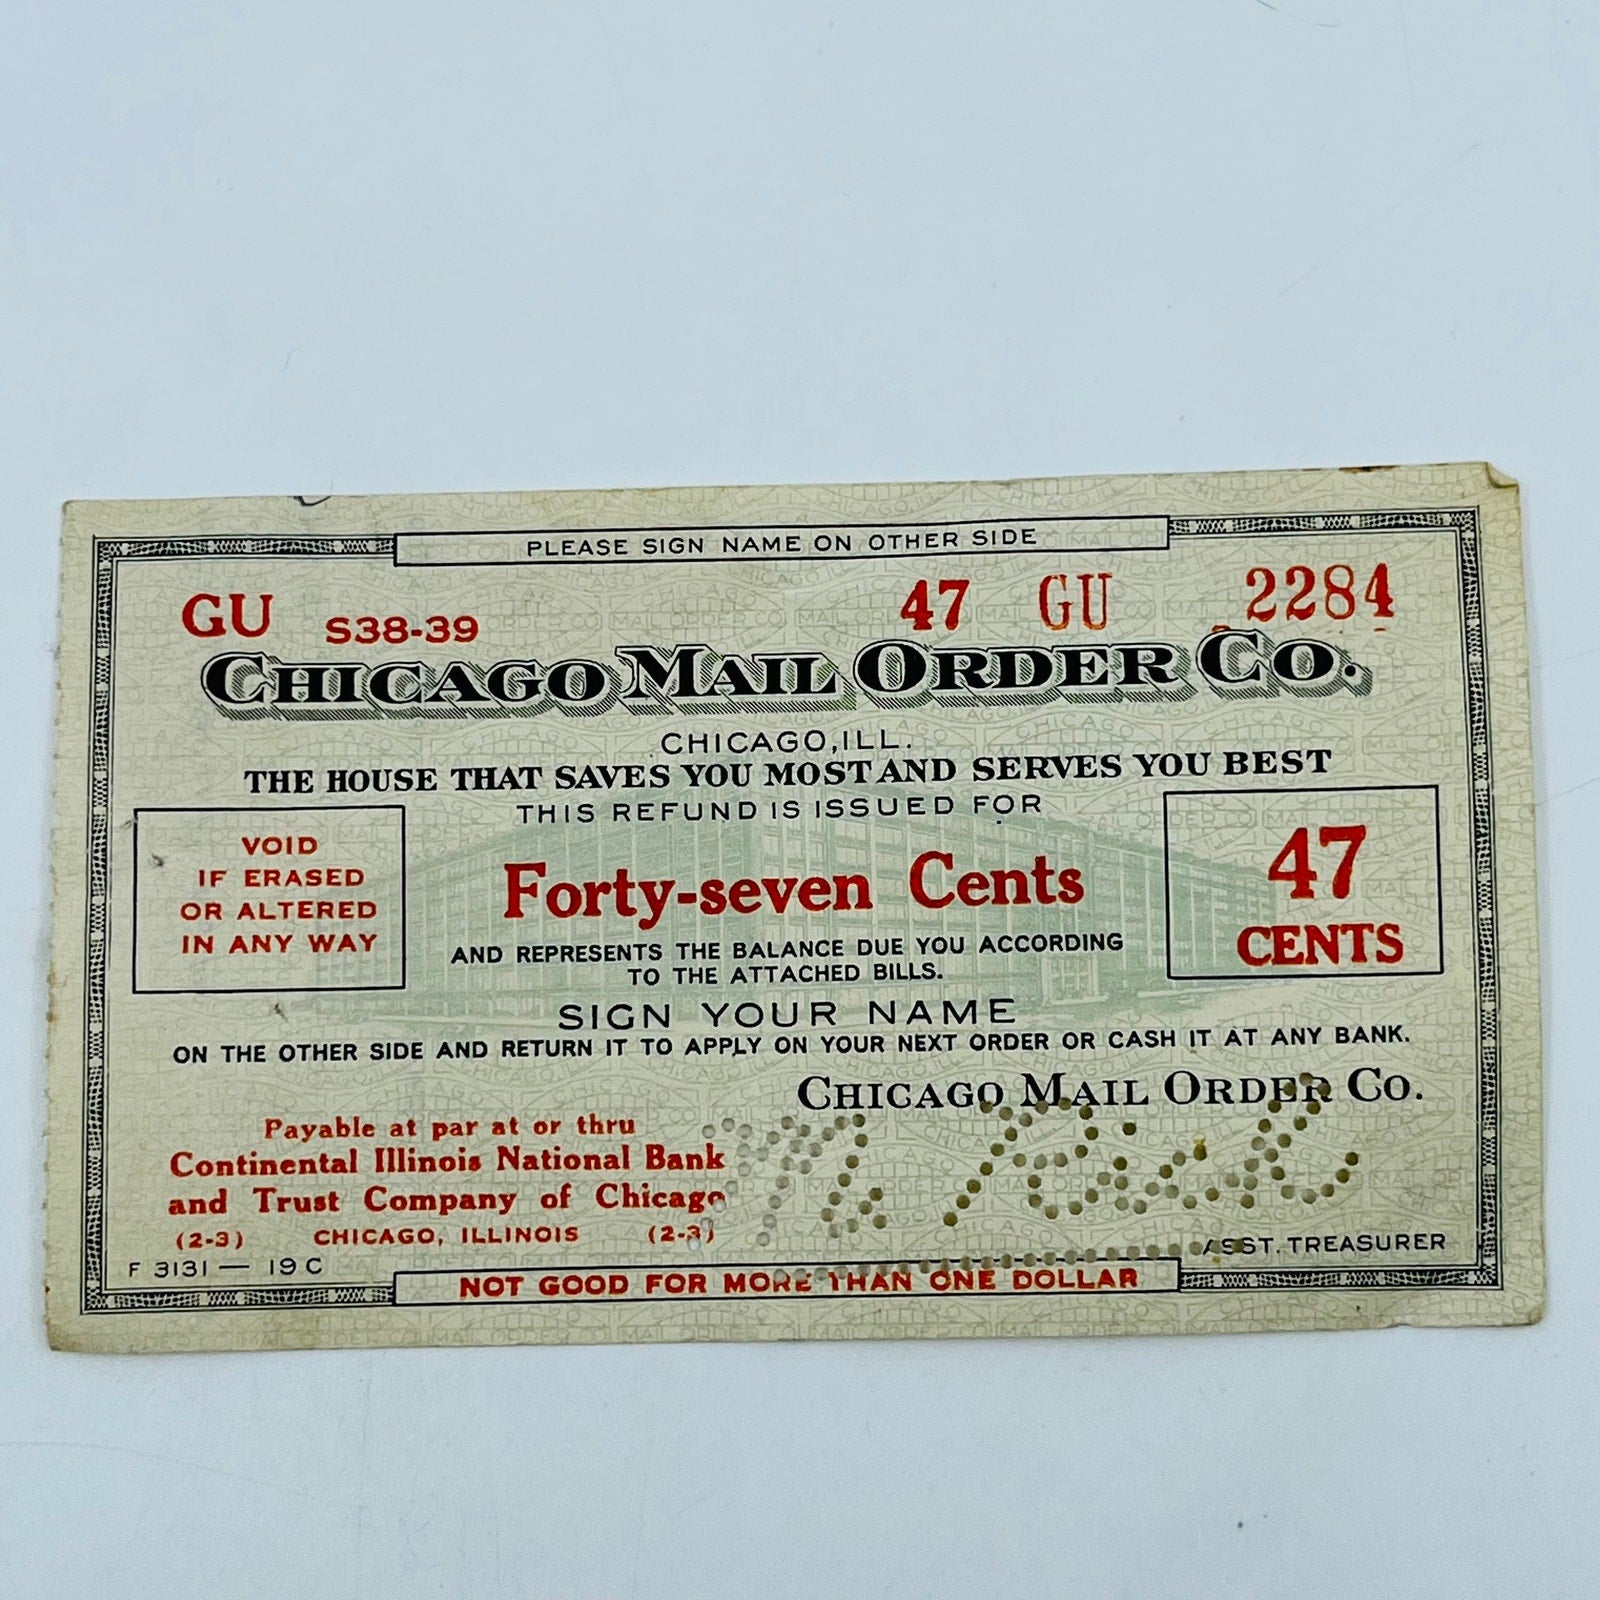 PLEASE SIGN NAME ON OTHER SIDE
GU S38-39 47 GU 2284
CHICAGO MAIL ORDER CO.
CHICAGO, ILL.
THE HOUSE THAT SAVES YOU MOST AND SERVES YOU BEST
THIS REFUND IS ISSUED FOR
VOID
IF ERASED
OR ALTERED
IN ANY WAY
Forty-seven Cents
47
CENTS
AND REPRESENTS THE BALANCE DUE YOU ACCORDING
TO THE ATTACHED BILLS.
SIGN YOUR NAME
ON THE OTHER SIDE AND RETURN IT TO APPLY ON YOUR NEXT ORDER OR CASH IT AT ANY BANK.
CHICAGO MAIL ORDER CO.
Payable at par at or thru
Continental Illinois National Bank
and Trust Company of Chicago
(2-3) CHICAGO, ILLINOIS (2-3)
ASST. TREASURER
F 3131 — 19 C
NOT GOOD FOR MORE THAN ONE DOLLAR